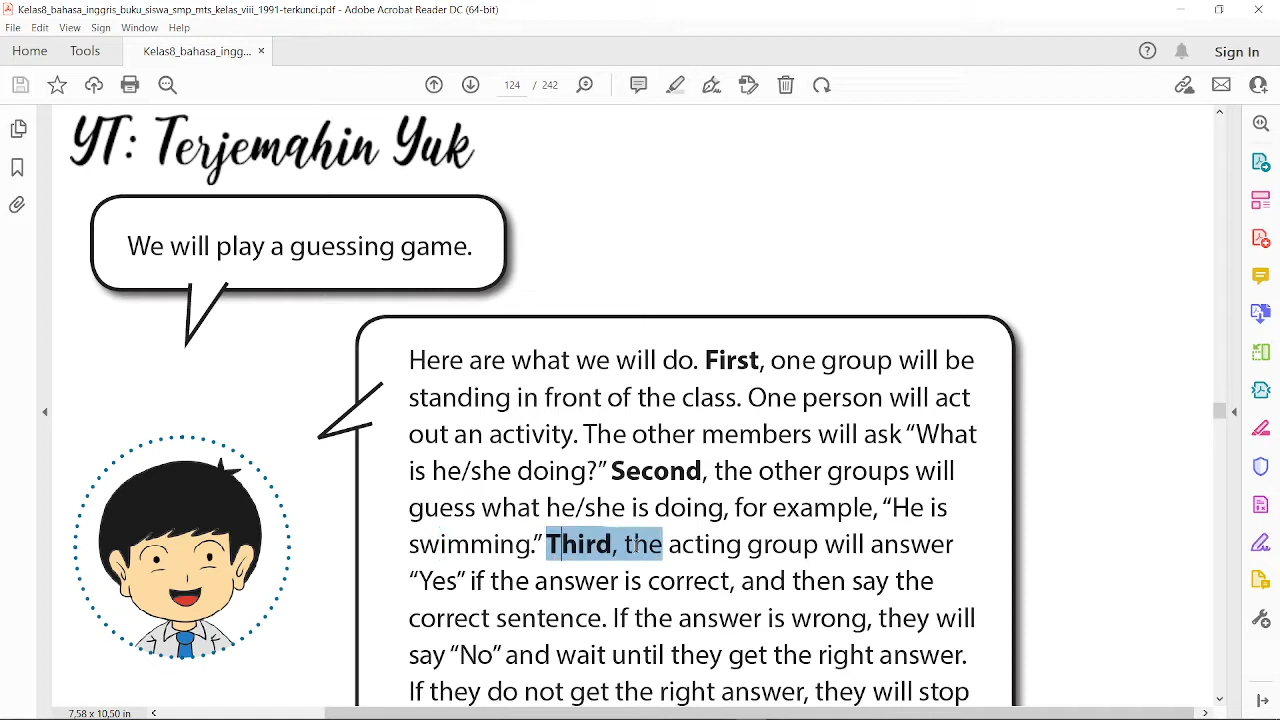 Kelas8_bahasa_inggris_buku_siswa_smp_mts_kelas_viii_1991-terkunci.pdf - Adobe Acrobat Reader DC (64-bit)
File Edit View Sign Window Help
Home Tools Kelas8_bahasa_ingg... × Sign In
124 / 242
YT: Terjemahin Yuk
We will play a guessing game.
Here are what we will do. First, one group will be
standing in front of the class. One person will act
out an activity. The other members will ask “What
is he/she doing?” Second, the other groups will
guess what he/she is doing, for example, “He is
swimming.” Third, the acting group will answer
“Yes” if the answer is correct, and then say the
correct sentence. If the answer is wrong, they will
say “No” and wait until they get the right answer.
If they do not get the right answer, they will stop
7,58 x 10,50 in